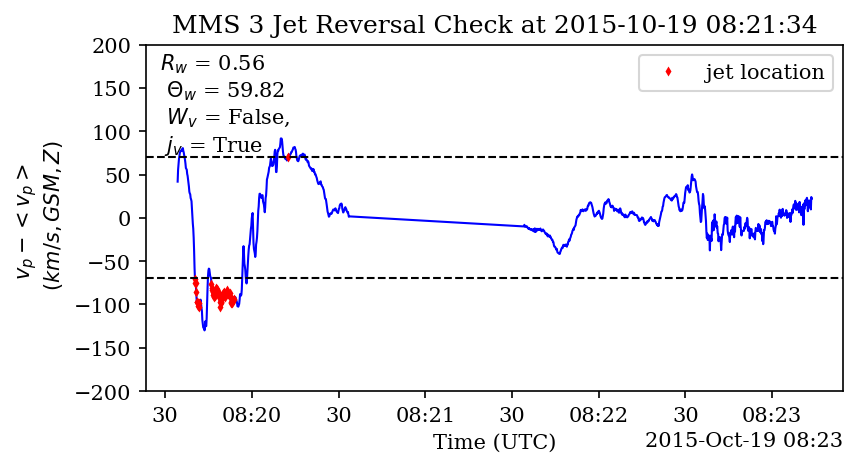 MMS 3 Jet Reversal Check at 2015-10-19 08:21:34
R_w = 0.56
Θ_w = 59.82
W_v = False,
j_v = True
jet location
v_p − < v_p >
(km/s, GSM, Z)
200
150
100
50
0
−50
−100
−150
−200
30 08:20 30 08:21 30 08:22 30 08:23
Time (UTC)
2015-Oct-19 08:23